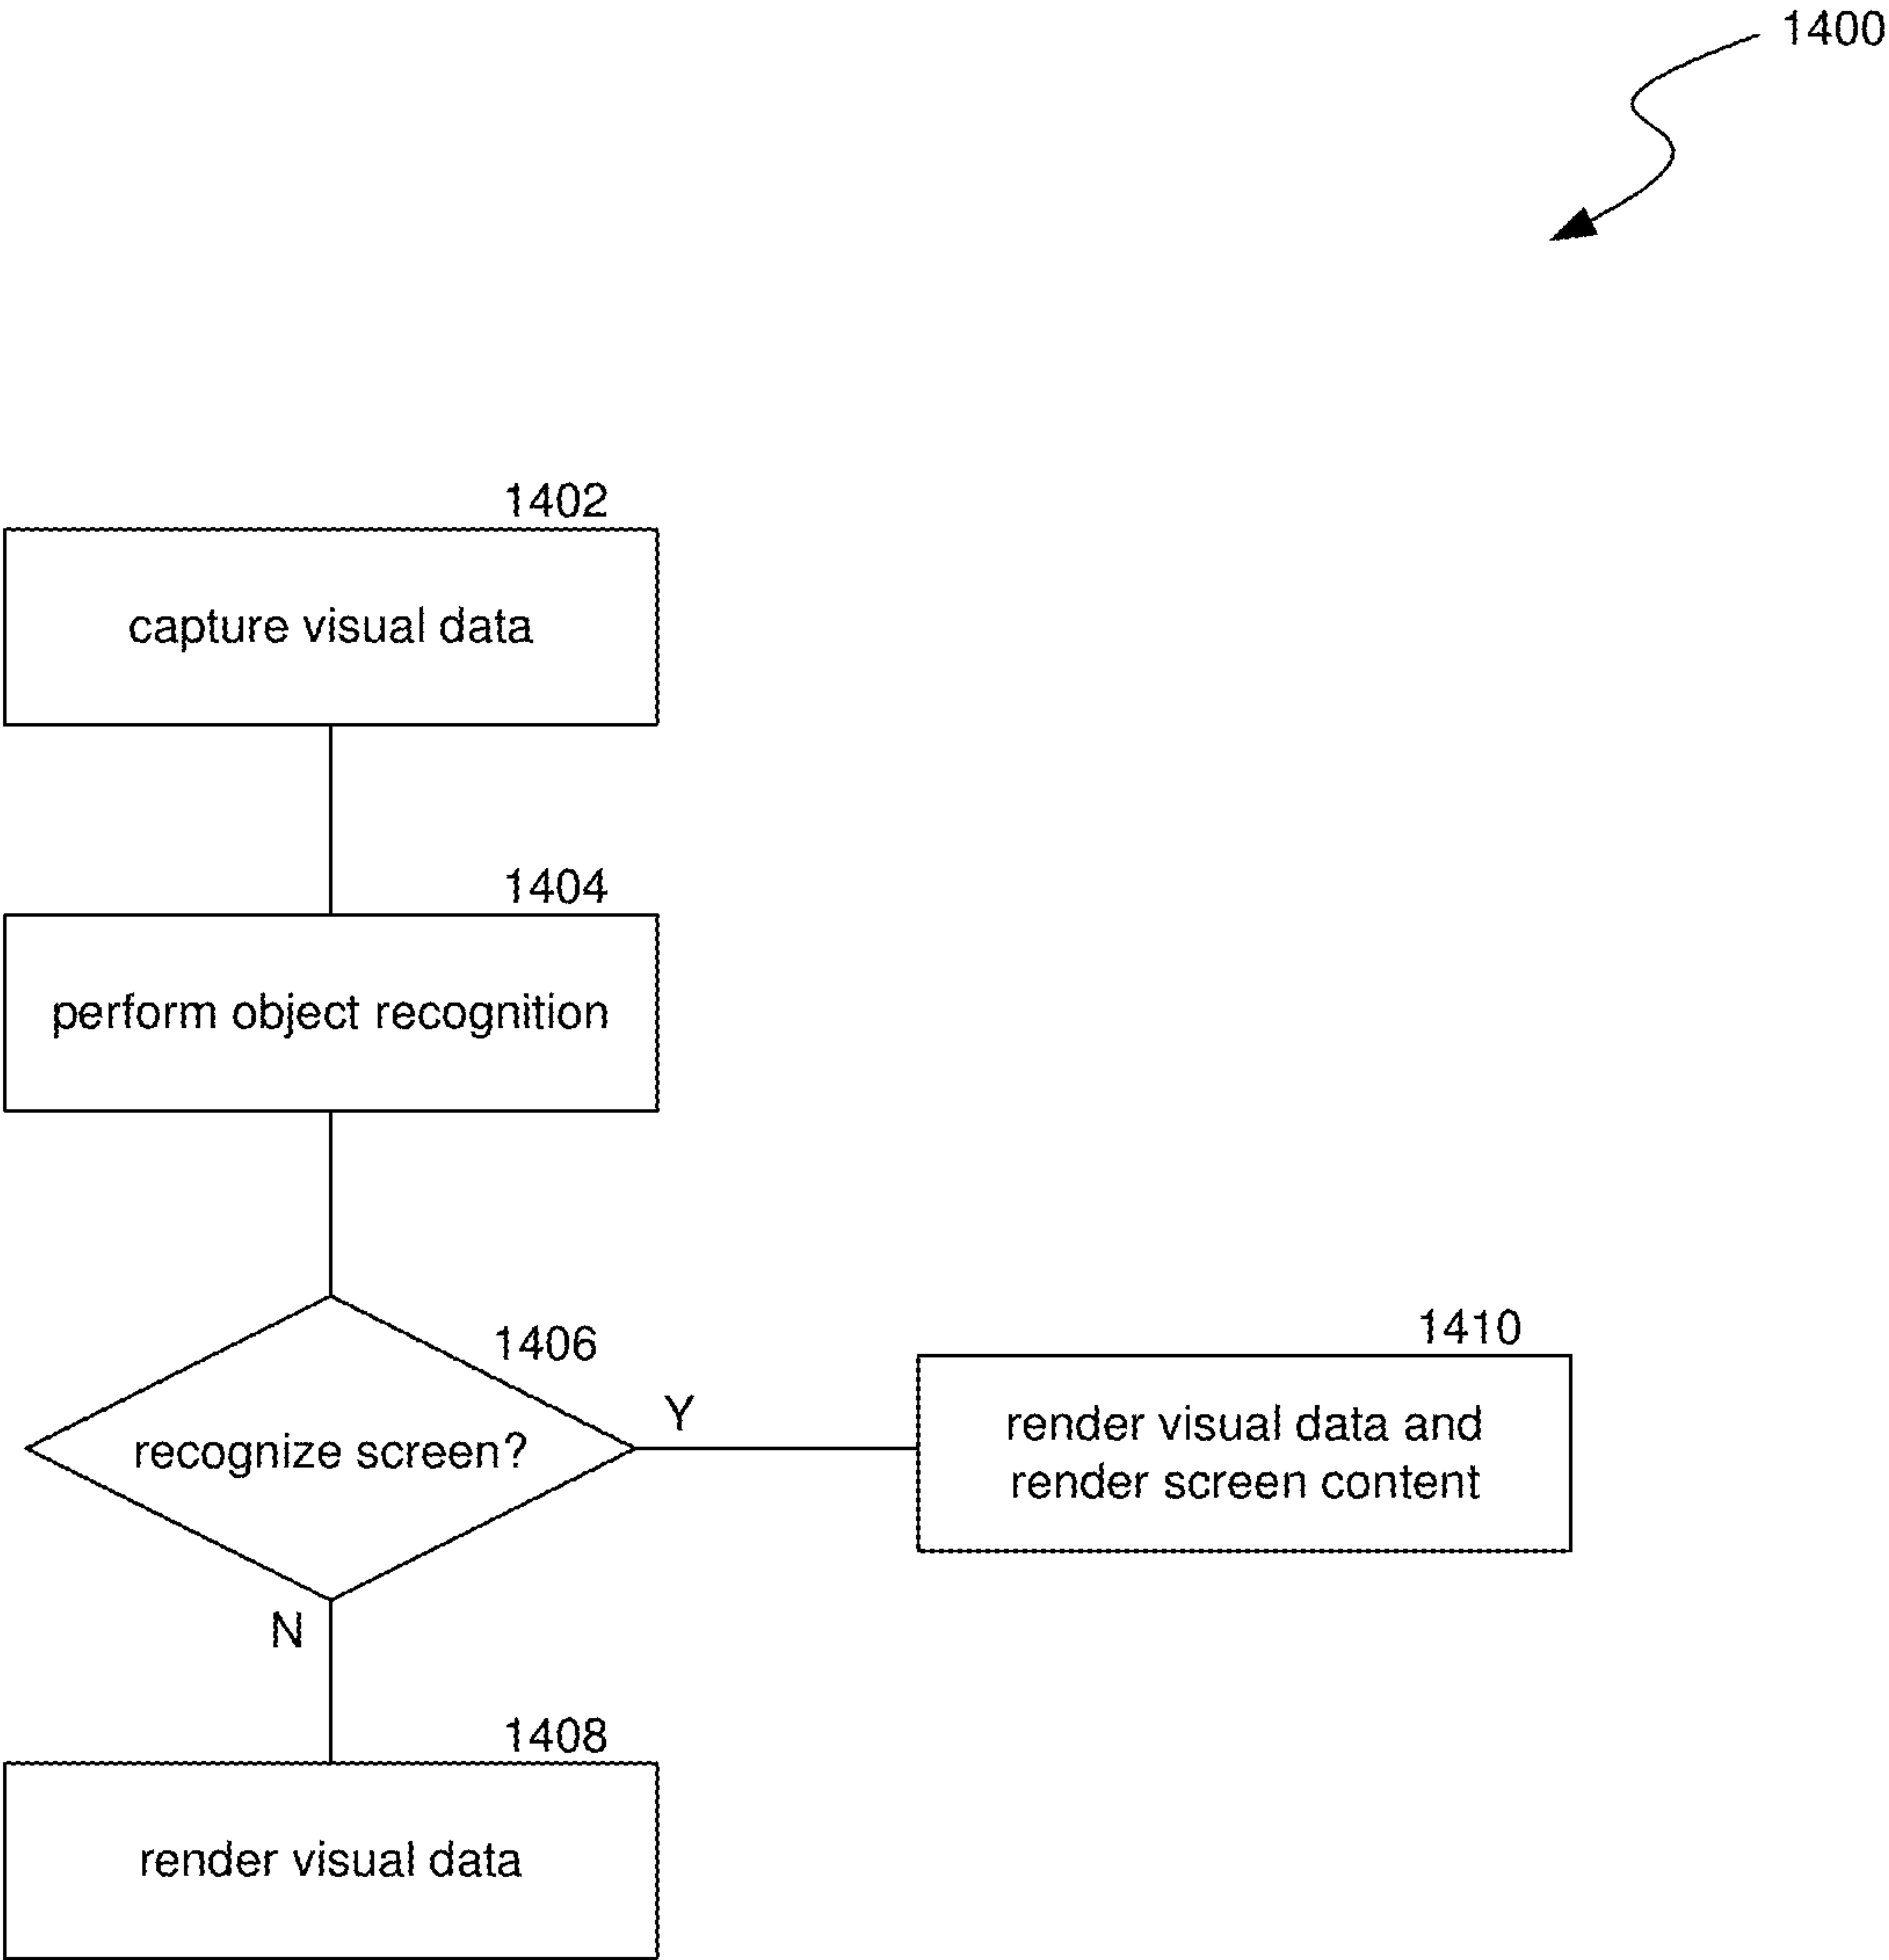 1400
1402
capture visual data
1404
perform object recognition
1406
recognize screen?
Y
1410
render visual data and
render screen content
N
1408
render visual data